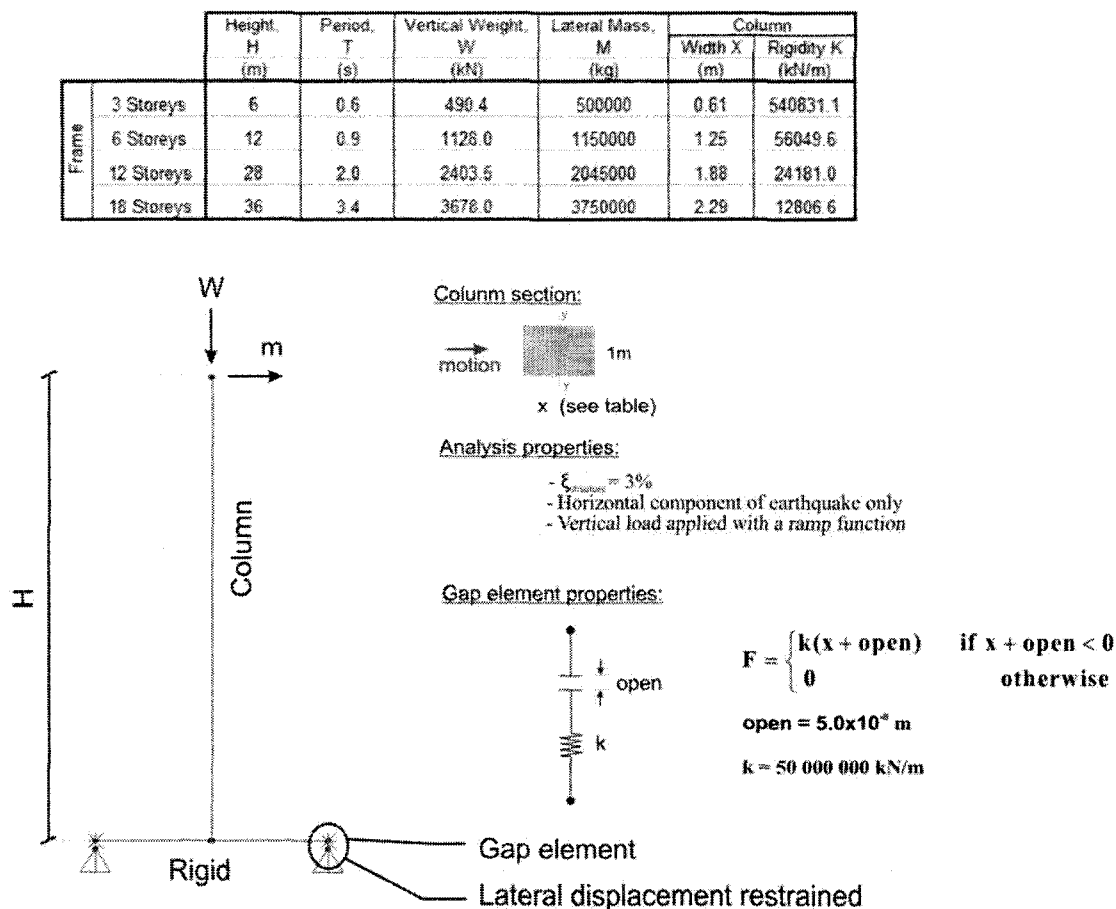 Height, Period, Vertical Weight, Lateral Mass, Column
H T W M Width X Rigidity K
(m) (s) (kN) (kg) (m) (kN/m)
Frame
3 Storeys 6 0.6 490.4 500000 0.61 540831.1
6 Storeys 12 0.9 1128.0 1150000 1.25 56049.6
12 Storeys 28 2.0 2403.5 2045000 1.88 24181.0
18 Storeys 36 3.4 3678.0 3750000 2.29 12806.6
W
m
H
Column
Rigid
Colunm section:
y
motion
1m
y
x (see table)
Analysis properties:
- ξ = 3%
- Horizontal component of earthquake only
- Vertical load applied with a ramp function
Gap element properties:
open
k
F = { k(x + open) if x + open < 0
0 otherwise
open = 5.0x10 m
k = 50 000 000 kN/m
Gap element
Lateral displacement restrained